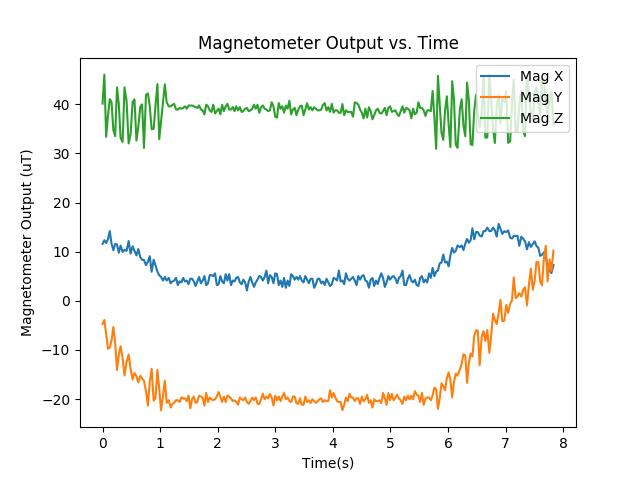 Magnetometer Output vs. Time
Mag X
Mag Y
Mag Z
Magnetometer Output (uT)
40
30
20
10
0
−10
−20
0 1 2 3 4 5 6 7 8
Time(s)